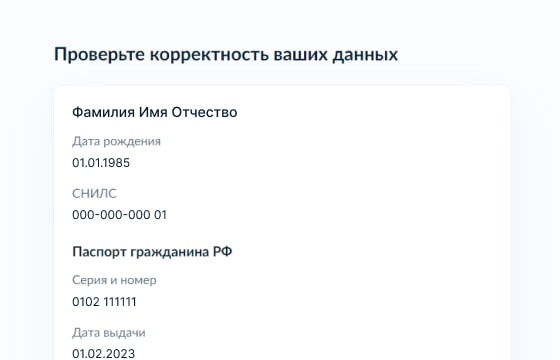 Проверьте корректность ваших данных
Фамилия Имя Отчество
Дата рождения
01.01.1985
СНИЛС
000-000-000 01
Паспорт гражданина РФ
Серия и номер
0102 111111
Дата выдачи
01.02.2023